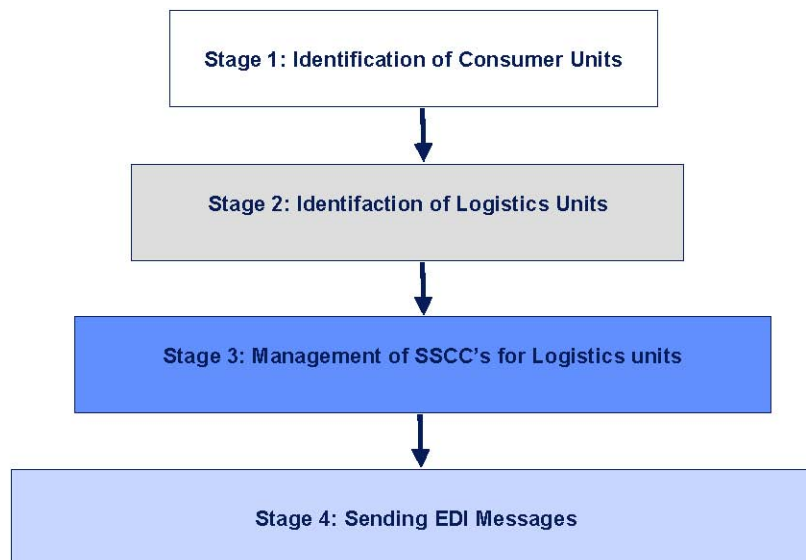 Stage 1: Identification of Consumer Units
Stage 2: Identifaction of Logistics Units
Stage 3: Management of SSCC's for Logistics units
Stage 4: Sending EDI Messages